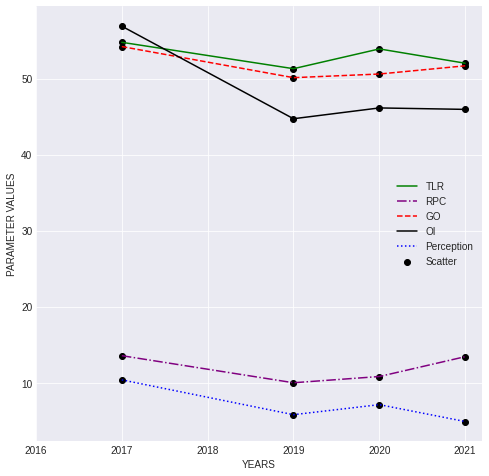 PARAMETER VALUES
50
40
30
20
10
TLR
RPC
GO
OI
Perception
Scatter
2016 2017 2018 2019 2020 2021
YEARS